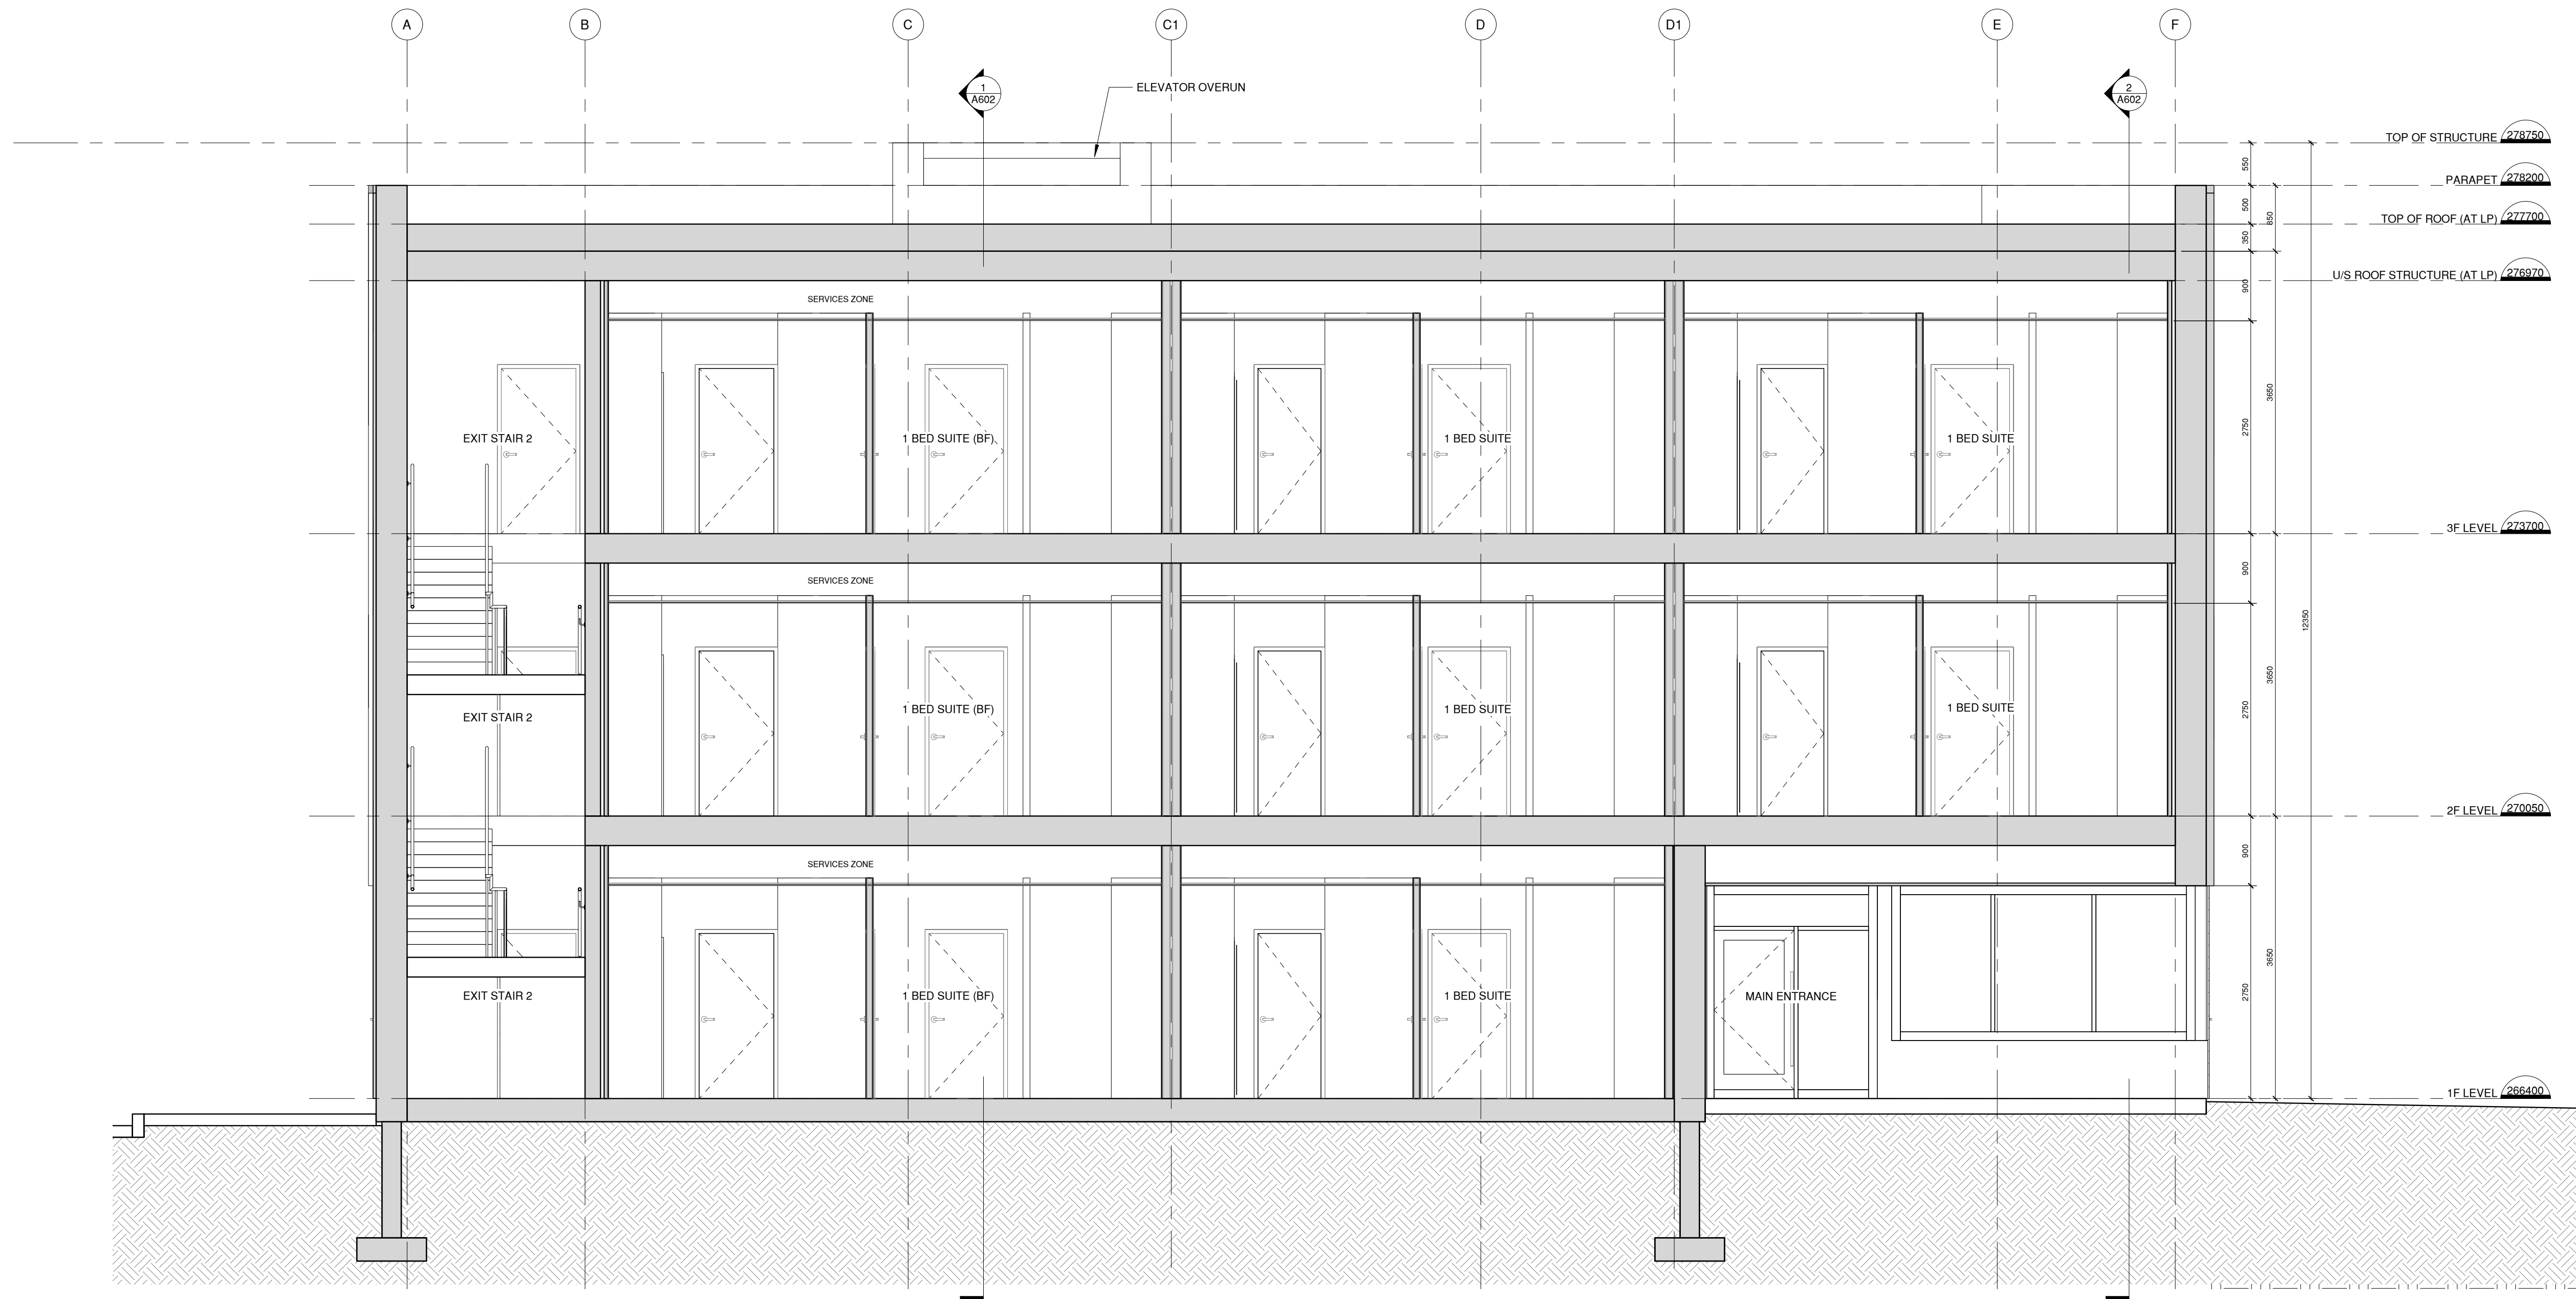 A B C C1 D D1 E F
1
A602
2
A602
ELEVATOR OVERUN
TOP OF STRUCTURE 278750
550
PARAPET 278200
500
850
TOP OF ROOF (AT LP) 277700
350
U/S ROOF STRUCTURE (AT LP) 276970
900
SERVICES ZONE
3650
2750
EXIT STAIR 2
1 BED SUITE (BF)
1 BED SUITE
1 BED SUITE
3F LEVEL 273700
900
SERVICES ZONE
12350
3650
2750
EXIT STAIR 2
1 BED SUITE (BF)
1 BED SUITE
1 BED SUITE
2F LEVEL 270050
900
SERVICES ZONE
3650
2750
EXIT STAIR 2
1 BED SUITE (BF)
1 BED SUITE
MAIN ENTRANCE
1F LEVEL 266400